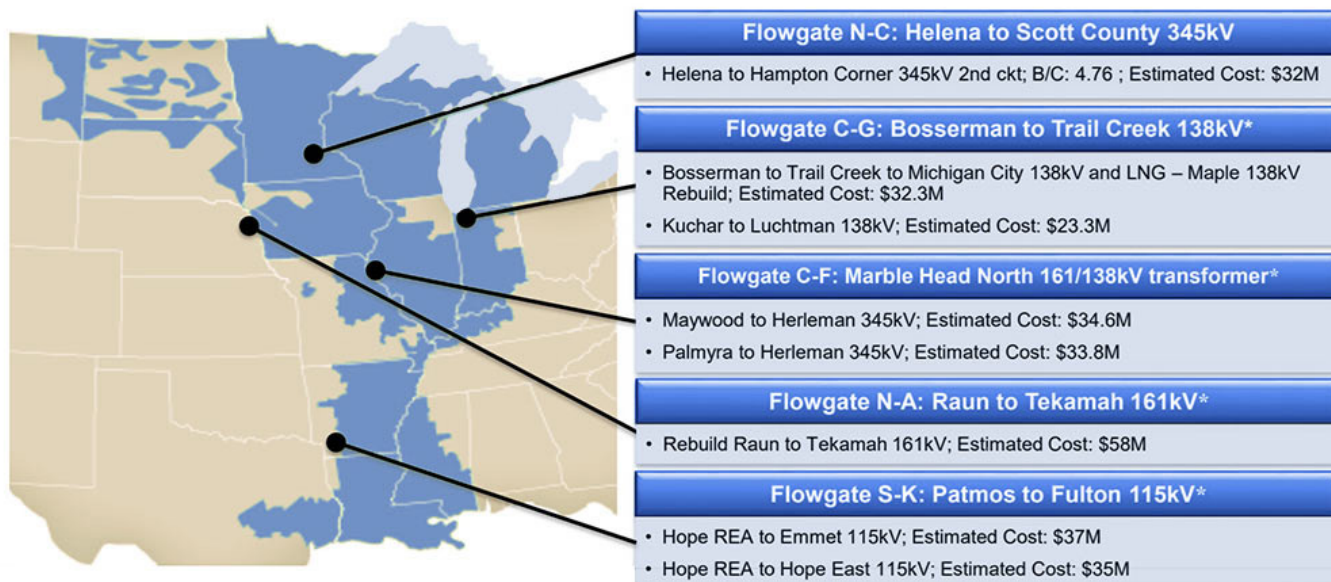 Flowgate N-C: Helena to Scott County 345kV
• Helena to Hampton Corner 345kV 2nd ckt; B/C: 4.76 ; Estimated Cost: $32M
Flowgate C-G: Bosserman to Trail Creek 138kV*
• Bosserman to Trail Creek to Michigan City 138kV and LNG – Maple 138kV
Rebuild; Estimated Cost: $32.3M
• Kuchar to Luchtman 138kV; Estimated Cost: $23.3M
Flowgate C-F: Marble Head North 161/138kV transformer*
• Maywood to Herleman 345kV; Estimated Cost: $34.6M
• Palmyra to Herleman 345kV; Estimated Cost: $33.8M
Flowgate N-A: Raun to Tekamah 161kV*
• Rebuild Raun to Tekamah 161kV; Estimated Cost: $58M
Flowgate S-K: Patmos to Fulton 115kV*
• Hope REA to Emmet 115kV; Estimated Cost: $37M
• Hope REA to Hope East 115kV; Estimated Cost: $35M